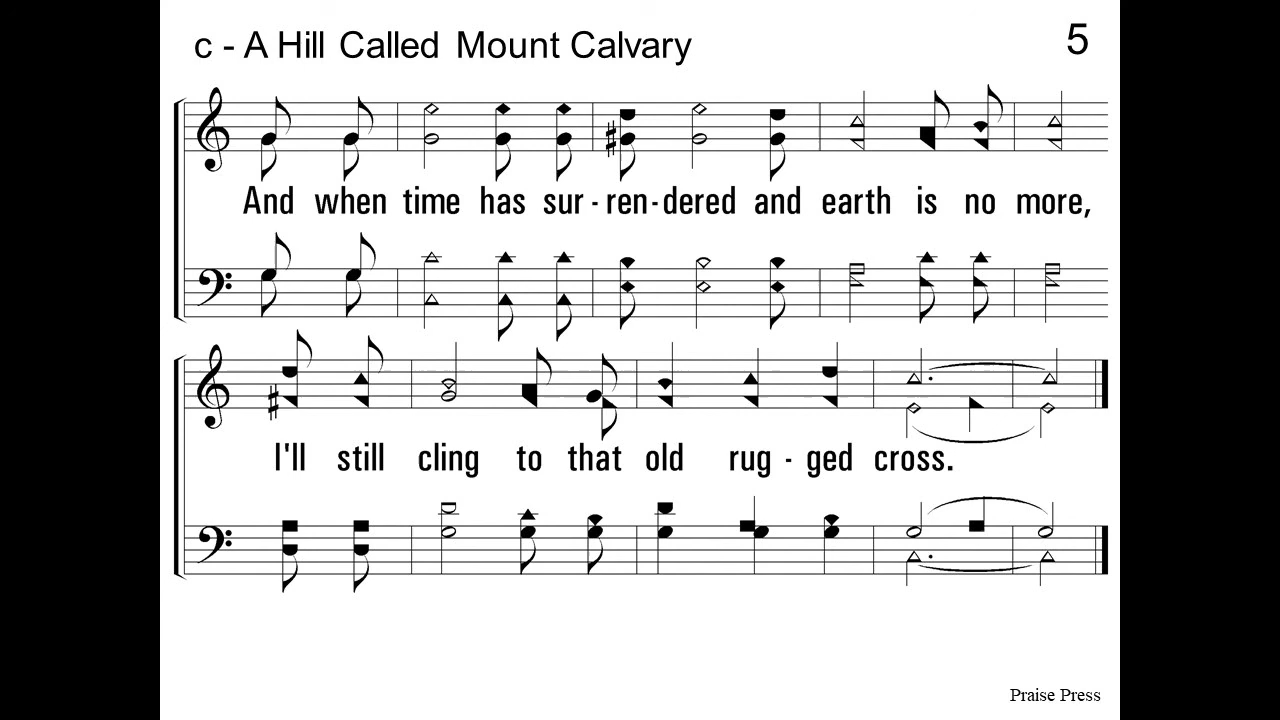 c - A Hill Called Mount Calvary 5
And when time has sur - ren - dered and earth is no more,
I'll still cling to that old rug - ged cross.
Praise Press